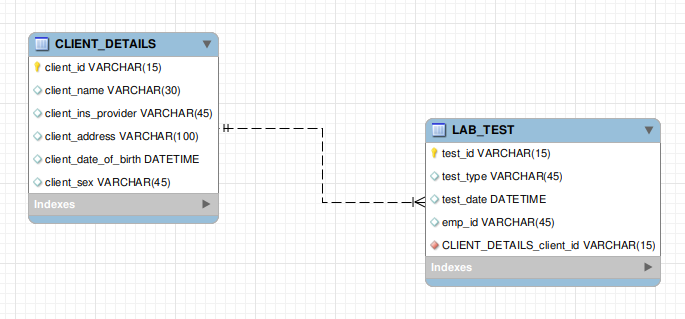 CLIENT_DETAILS
client_id VARCHAR(15)
client_name VARCHAR(30)
client_ins_provider VARCHAR(45)
client_address VARCHAR(100)
client_date_of_birth DATETIME
client_sex VARCHAR(45)
Indexes
LAB_TEST
test_id VARCHAR(15)
test_type VARCHAR(45)
test_date DATETIME
emp_id VARCHAR(45)
CLIENT_DETAILS_client_id VARCHAR(15)
Indexes